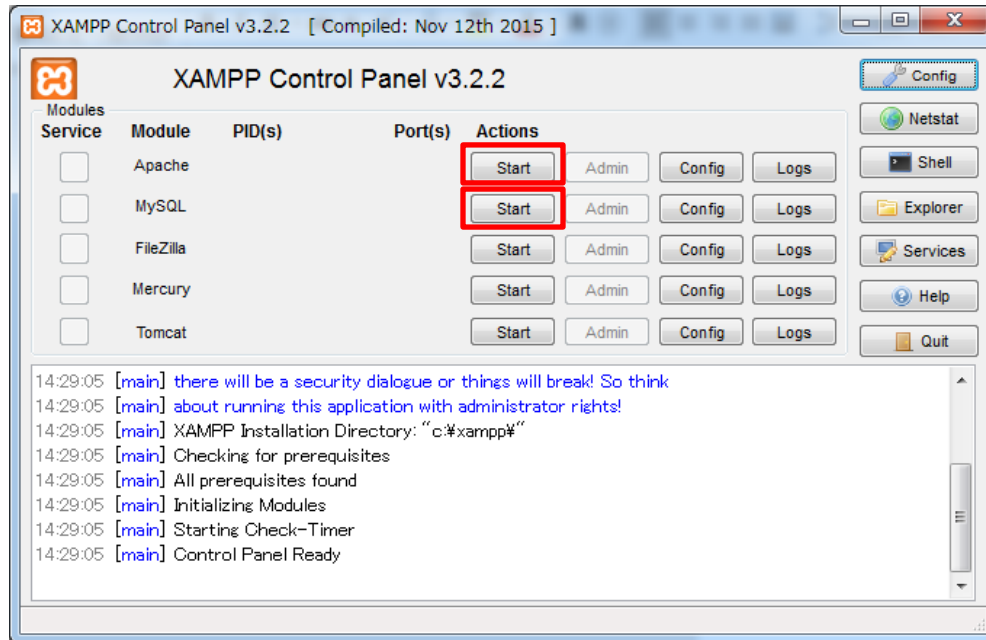 XAMPP Control Panel v3.2.2 [ Compiled: Nov 12th 2015 ]
XAMPP Control Panel v3.2.2
Config
Modules
Service Module PID(s) Port(s) Actions
Netstat
Apache Start Admin Config Logs
Shell
MySQL Start Admin Config Logs
Explorer
FileZilla Start Admin Config Logs
Services
Mercury Start Admin Config Logs
Help
Tomcat Start Admin Config Logs
Quit
14:29:05 [main] there will be a security dialogue or things will break! So think
14:29:05 [main] about running this application with administrator rights!
14:29:05 [main] XAMPP Installation Directory: "c:¥xampp¥"
14:29:05 [main] Checking for prerequisites
14:29:05 [main] All prerequisites found
14:29:05 [main] Initializing Modules
14:29:05 [main] Starting Check-Timer
14:29:05 [main] Control Panel Ready